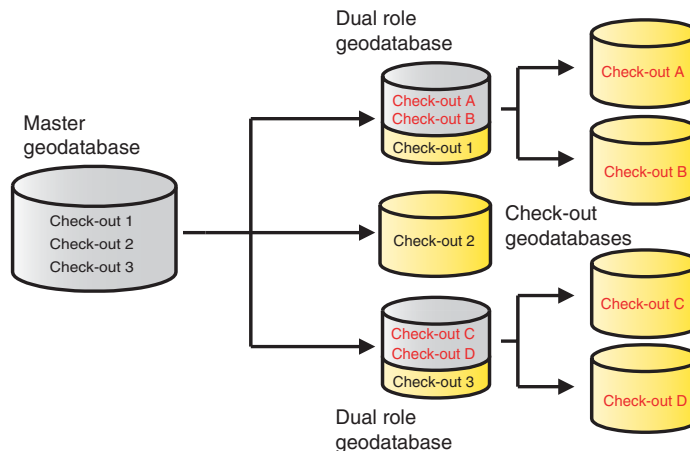 Dual role
geodatabase
Check-out A
Check-out B
Check-out 1
Check-out A
Check-out B
Master
geodatabase
Check-out 1
Check-out 2
Check-out 3
Check-out 2
Check-out
geodatabases
Check-out C
Check-out D
Check-out 3
Check-out C
Check-out D
Dual role
geodatabase